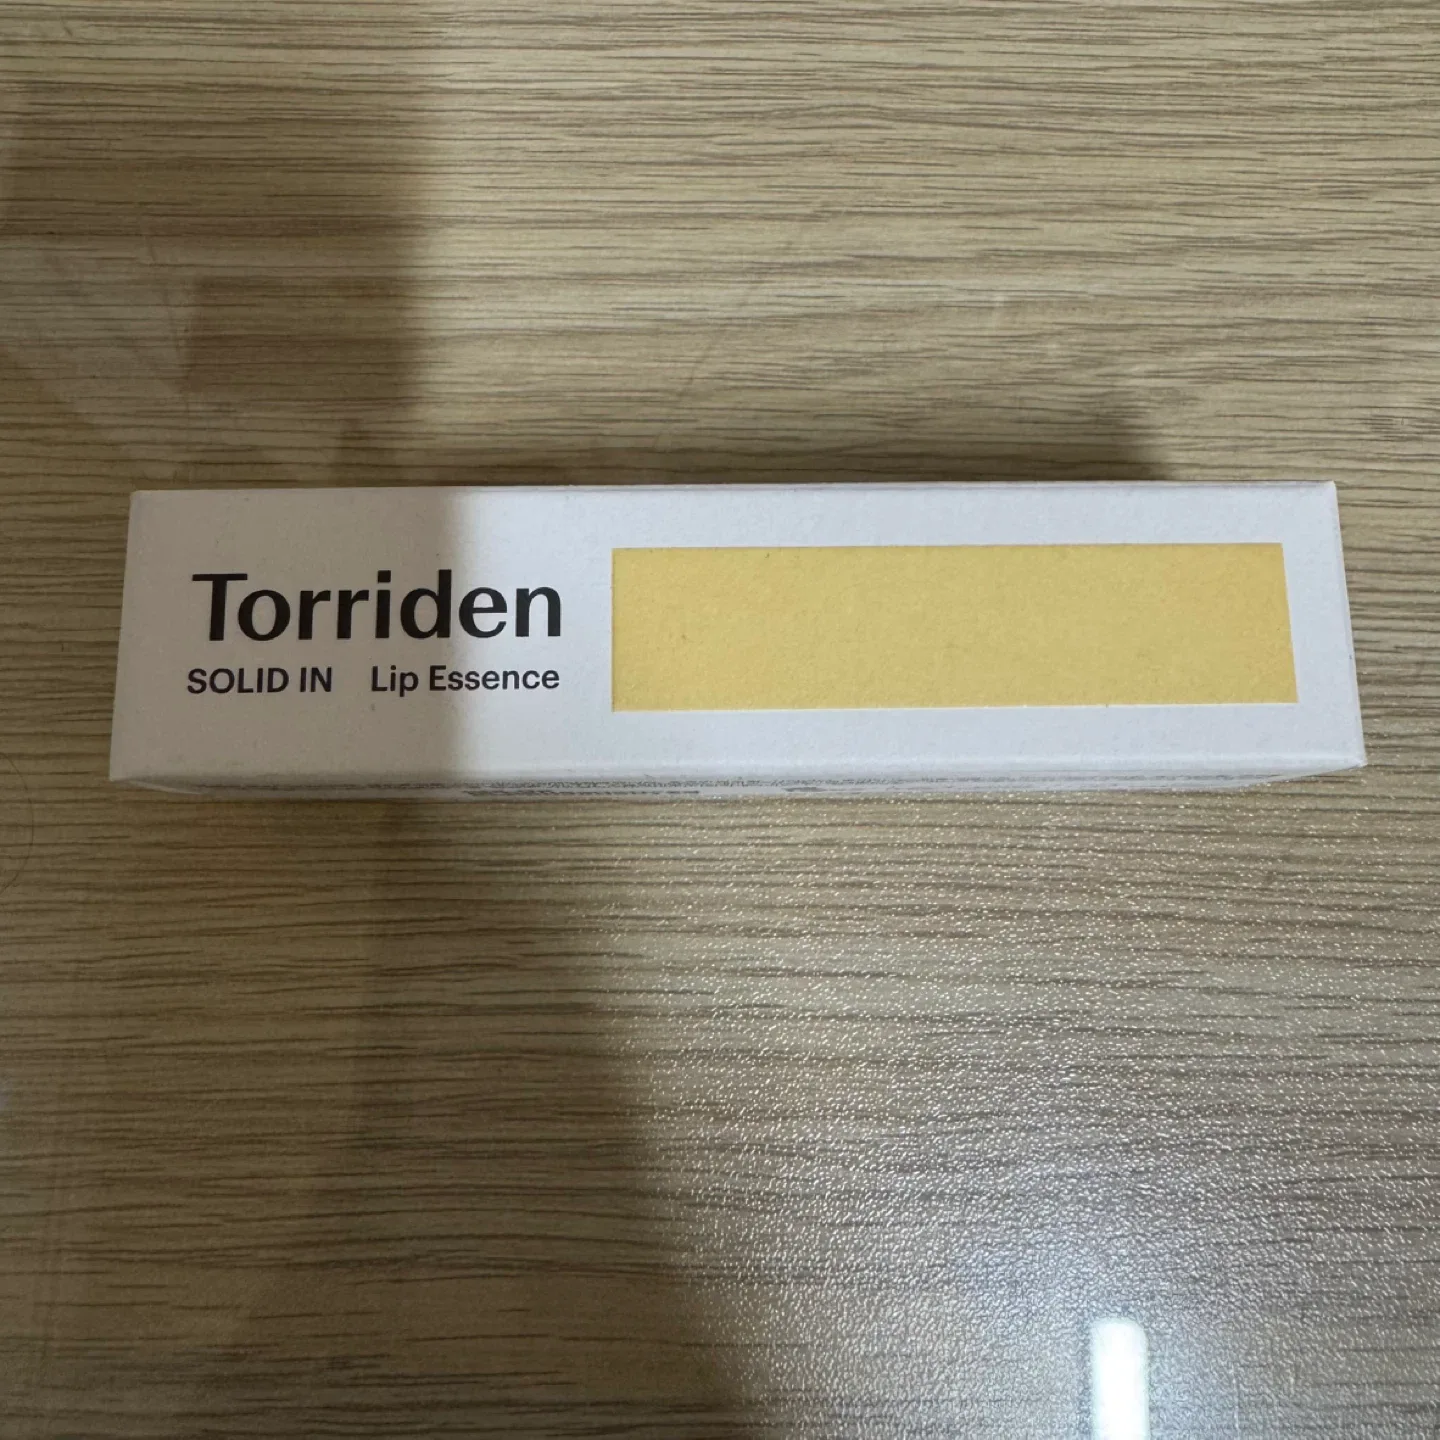 Torriden
SOLID IN Lip Essence